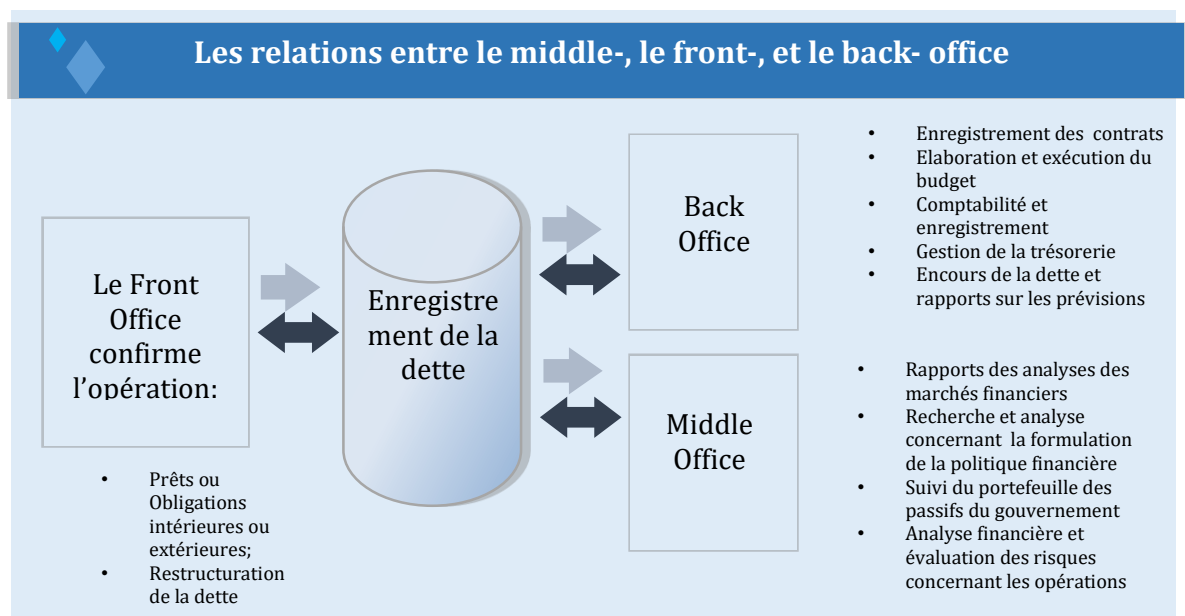 Les relations entre le middle-, le front-, et le back- office
Le Front
Office
confirme
l’opération:
• Prêts ou
Obligations
intérieures ou
extérieures;
• Restructuration
de la dette
Enregistre
ment de la
dette
Back
Office
• Enregistrement des contrats
• Elaboration et exécution du
budget
• Comptabilité et
enregistrement
• Gestion de la trésorerie
• Encours de la dette et
rapports sur les prévisions
Middle
Office
• Rapports des analyses des
marchés financiers
• Recherche et analyse
concernant la formulation
de la politique financière
• Suivi du portefeuille des
passifs du gouvernement
• Analyse financière et
évaluation des risques
concernant les opérations